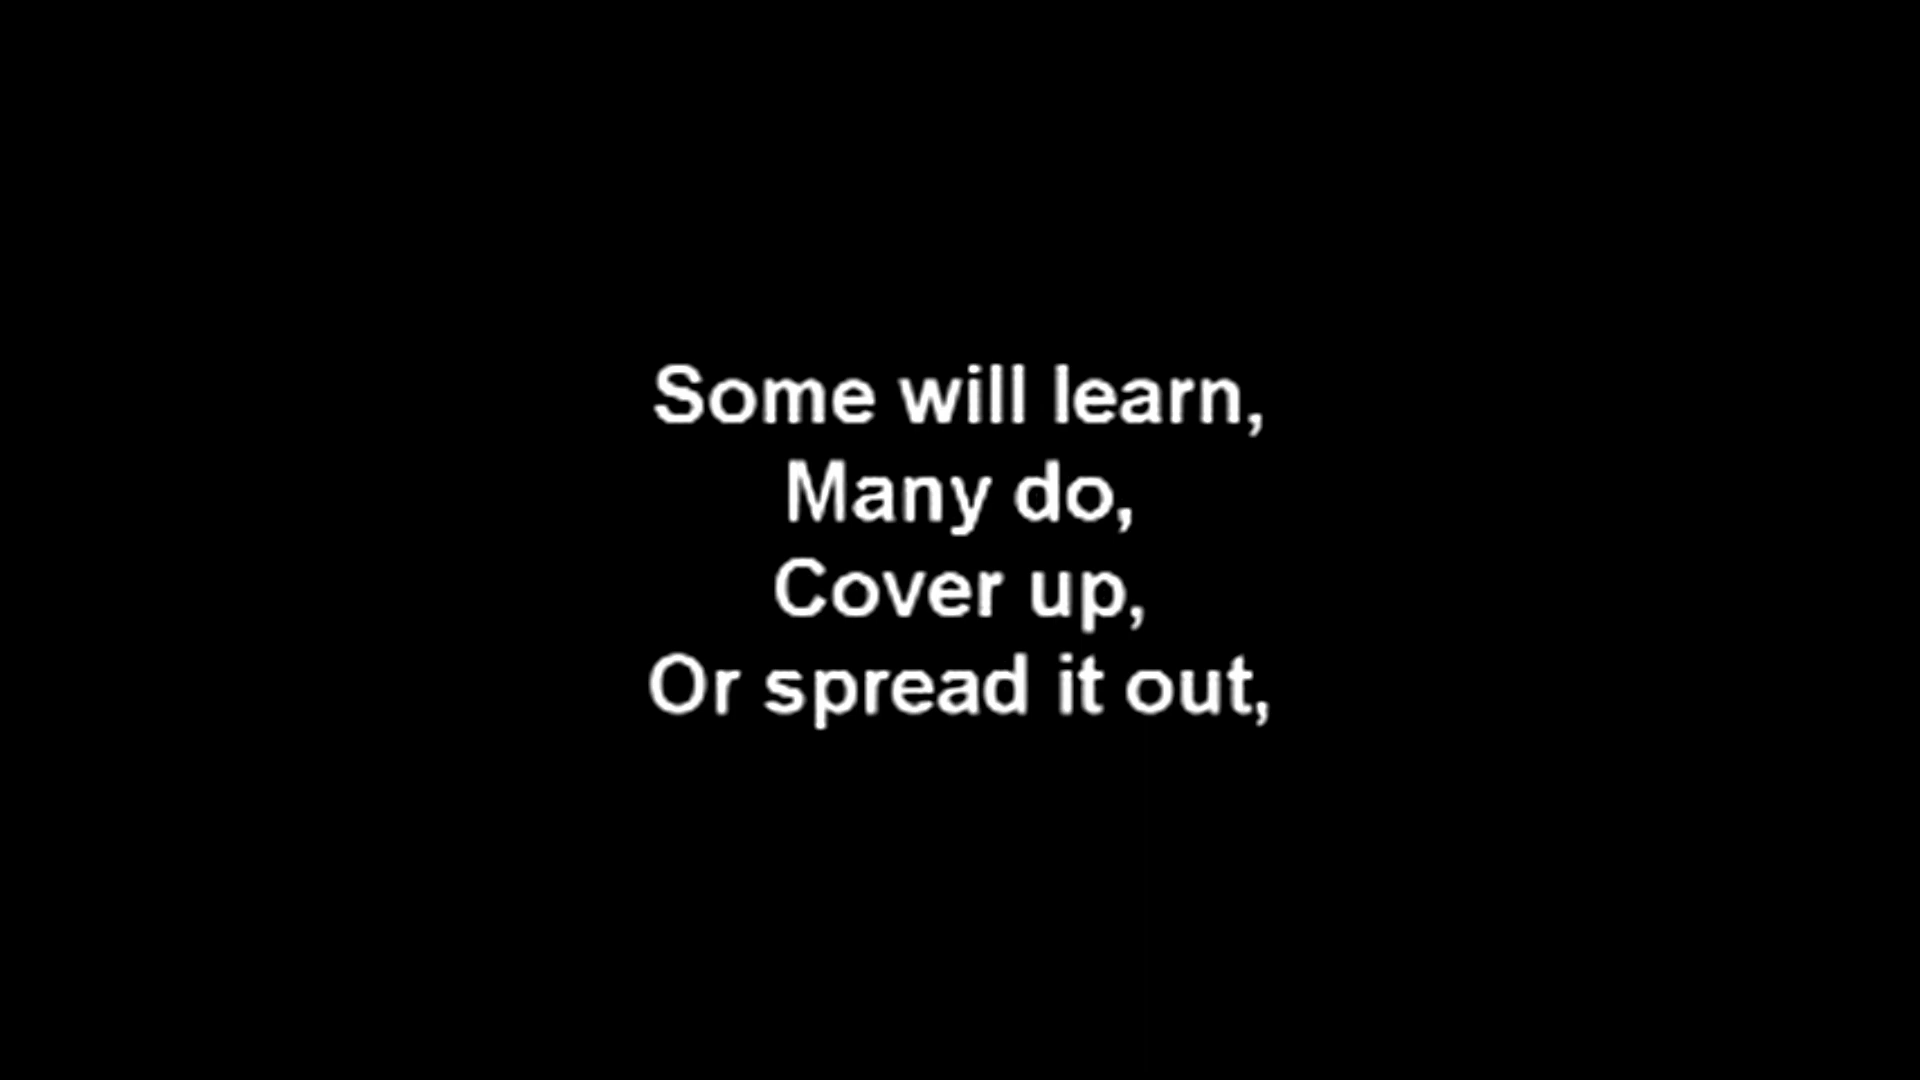 Some will learn,
Many do,
Cover up,
Or spread it out,